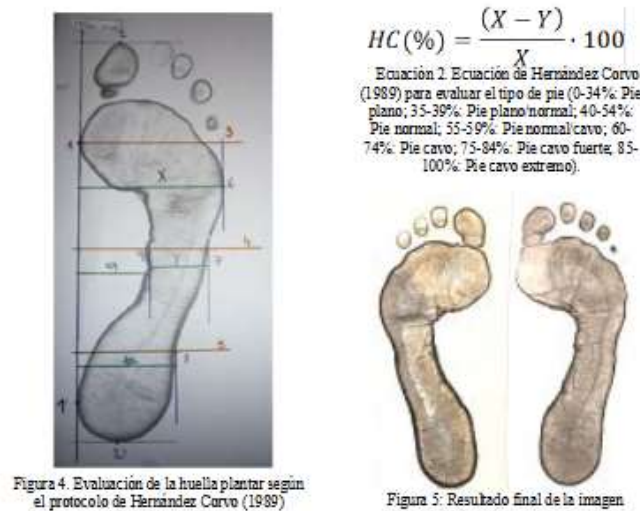 HC(%) = (X − Y) / X · 100
Ecuación 2. Ecuación de Hernández Corvo
(1989) para evaluar el tipo de pie (0-34%: Pie
plano; 35-39%: Pie plano/normal; 40-54%:
Pie normal; 55-59%: Pie normal/cavo; 60-
74%: Pie cavo; 75-84%: Pie cavo fuerte; 85-
100%: Pie cavo extremo).
X
Figura 4. Evaluación de la huella plantar según
el protocolo de Hernández Corvo (1989)
Figura 5: Resultado final de la imagen